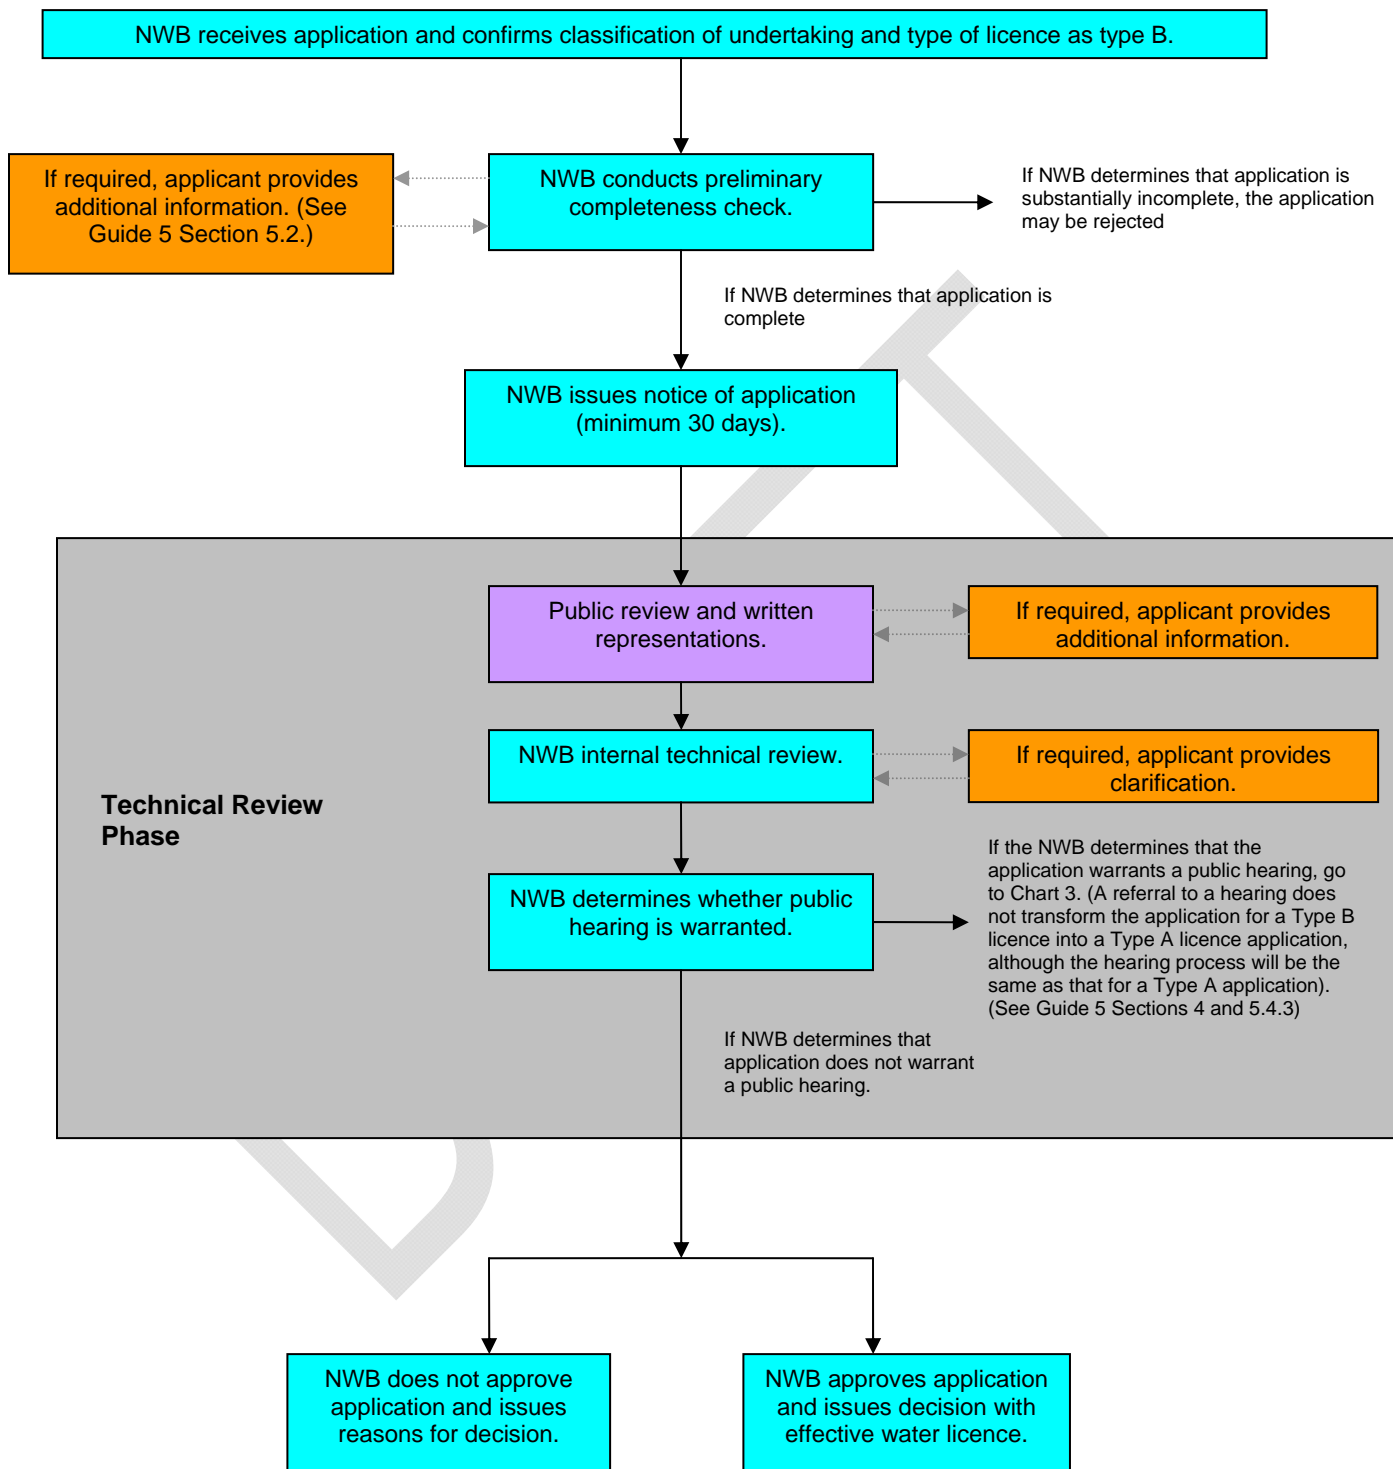 NWB receives application and confirms classification of undertaking and type of licence as type B.
If required, applicant provides
additional information. (See
Guide 5 Section 5.2.)
NWB conducts preliminary
completeness check.
If NWB determines that application is
substantially incomplete, the application
may be rejected
If NWB determines that application is
complete
NWB issues notice of application
(minimum 30 days).
Public review and written
representations.
If required, applicant provides
additional information.
NWB internal technical review.
If required, applicant provides
clarification.
Technical Review
Phase
NWB determines whether public
hearing is warranted.
If the NWB determines that the
application warrants a public hearing, go
to Chart 3. (A referral to a hearing does
not transform the application for a Type B
licence into a Type A licence application,
although the hearing process will be the
same as that for a Type A application).
(See Guide 5 Sections 4 and 5.4.3)
If NWB determines that
application does not warrant
a public hearing.
NWB does not approve
application and issues
reasons for decision.
NWB approves application
and issues decision with
effective water licence.